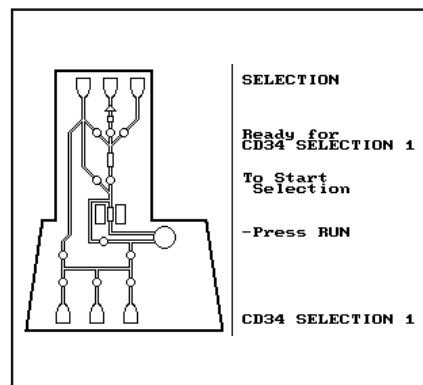 SELECTION
Ready for
CD34 SELECTION 1
To Start
Selection
-Press RUN
CD34 SELECTION 1